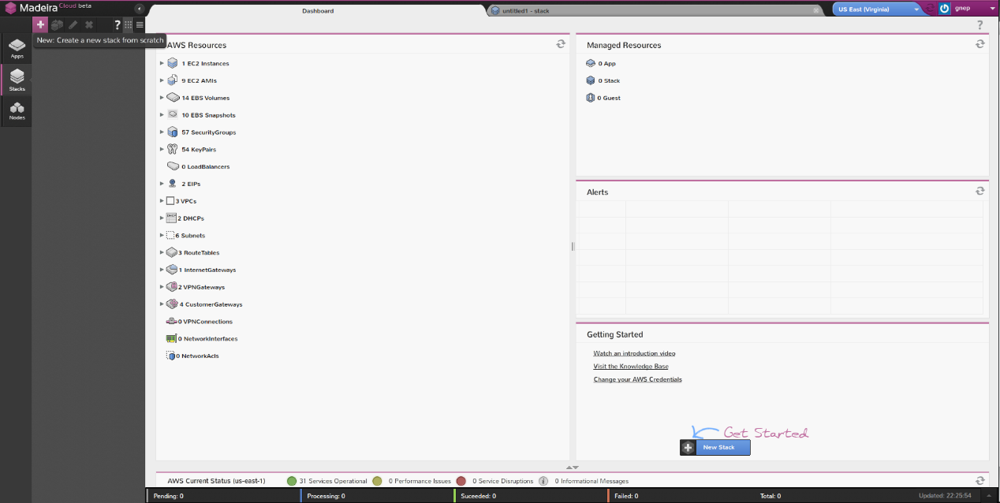 Madeira Cloud beta
Dashboard
untitled1 - stack
US East (Virginia)
gnep
?
?
New: Create a new stack from scratch
Apps
Stacks
Nodes
AWS Resources
1 EC2 Instances
9 EC2 AMIs
14 EBS Volumes
10 EBS Snapshots
57 SecurityGroups
54 KeyPairs
0 LoadBalancers
2 EIPs
3 VPCs
2 DHCPs
6 Subnets
3 RouteTables
1 InternetGateways
2 VPNGateways
4 CustomerGateways
0 VPNConnections
0 NetworkInterfaces
0 NetworkAcls
Managed Resources
0 App
0 Stack
0 Guest
Alerts
Getting Started
Watch an introduction video
Visit the Knowledge Base
Change your AWS Credentials
Get Started
New Stack
AWS Current Status (us-east-1) 31 Services Operational 0 Performance Issues 0 Service Disruptions 0 Informational Messages
Pending: 0 Processing: 0 Suceeded: 0 Failed: 0 Total: 0 Updated: 22:25:54